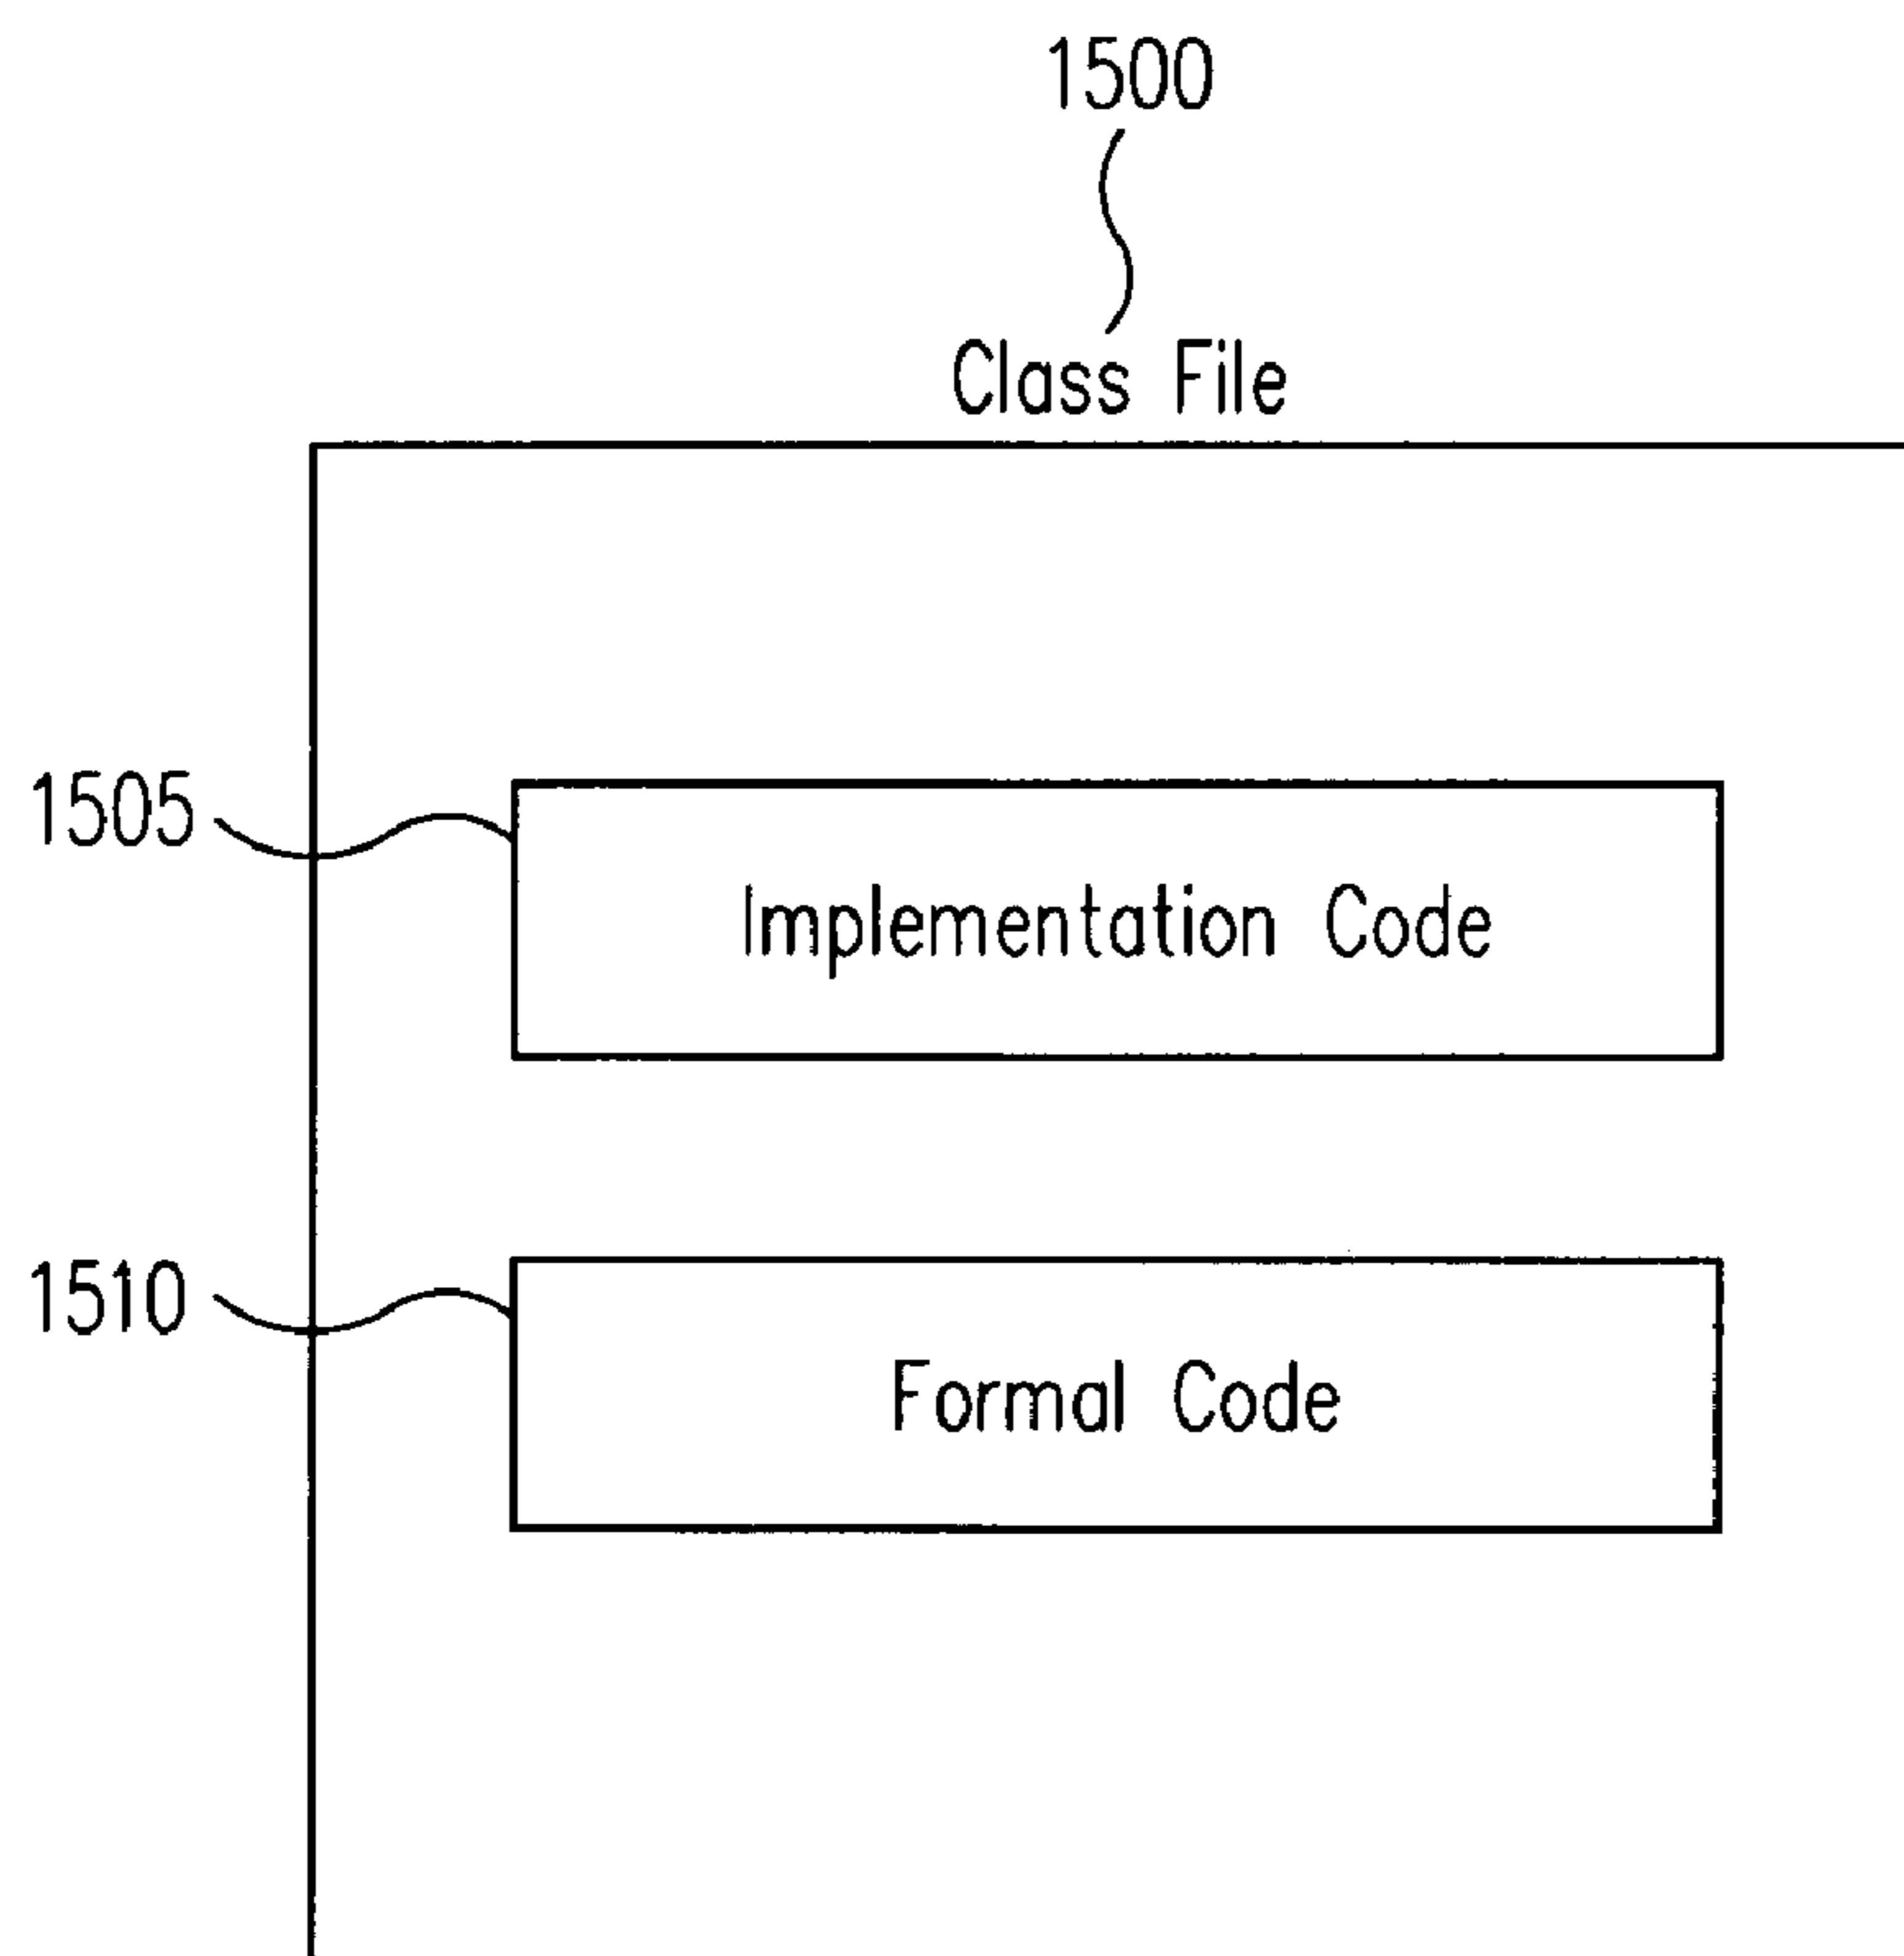 1500
Class File
1505
Implementation Code
1510
Formal Code